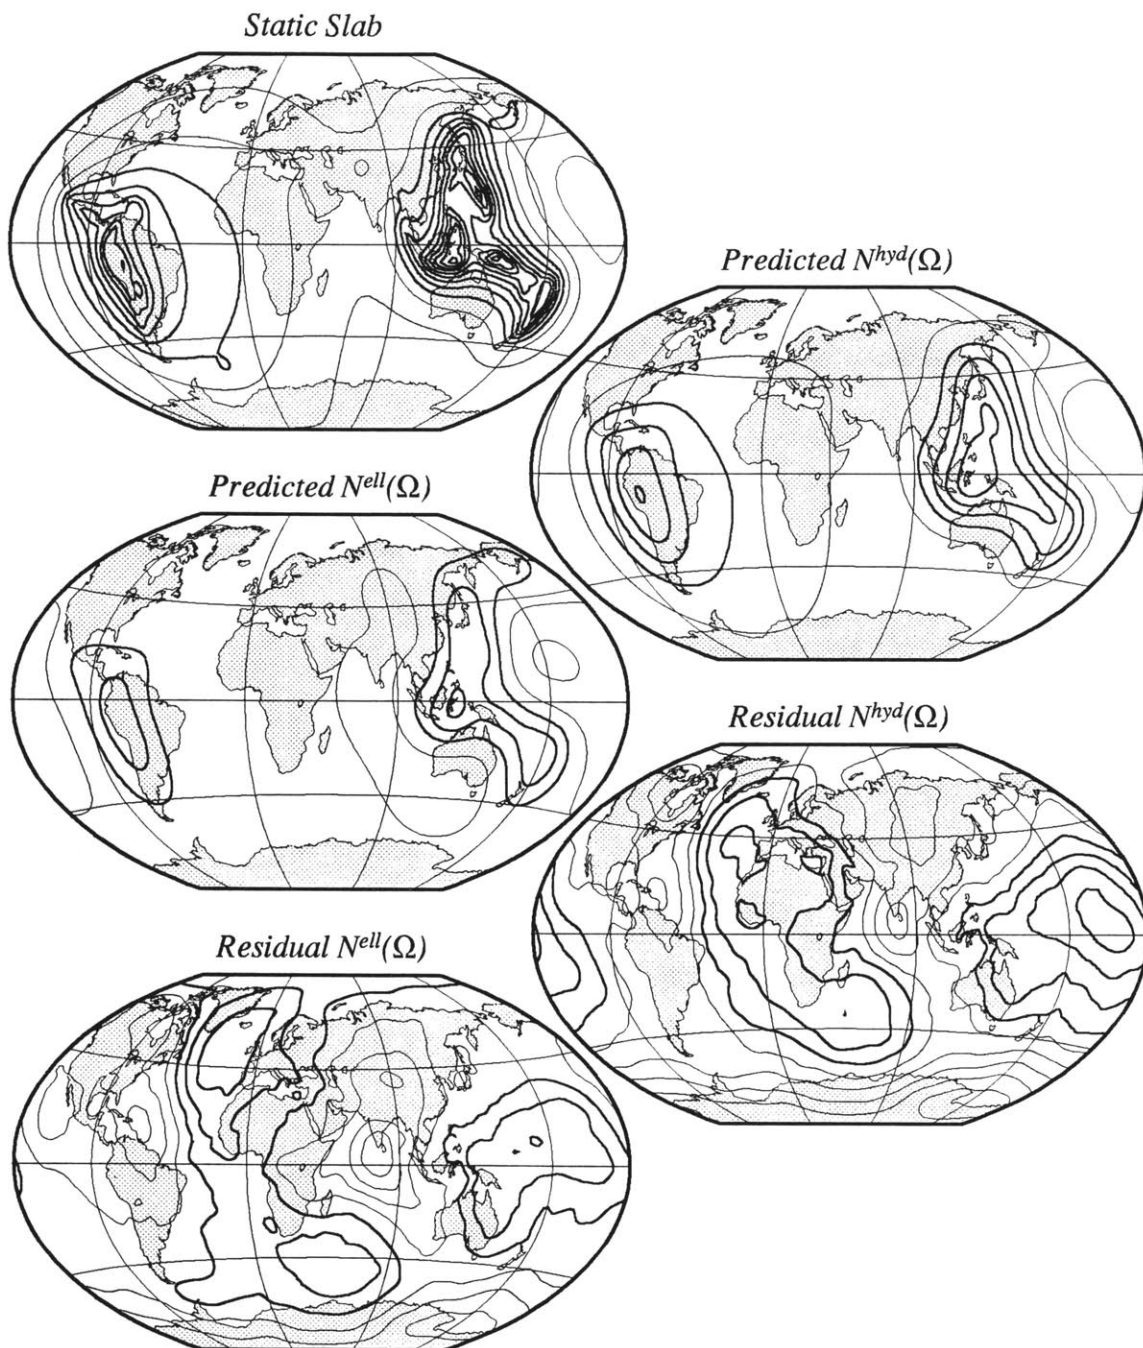 Static Slab
Predicted N^hyd(Ω)
Predicted N^ell(Ω)
Residual N^hyd(Ω)
Residual N^ell(Ω)